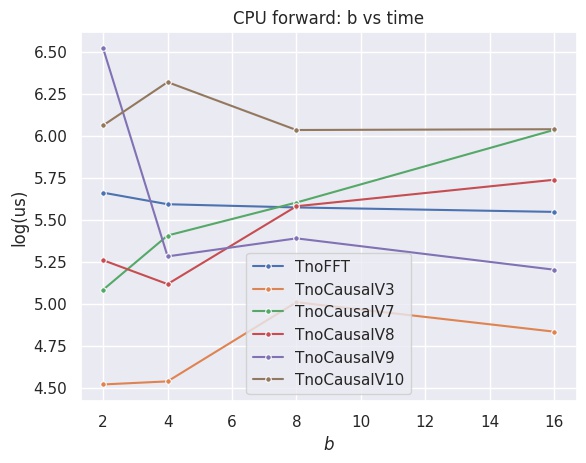 CPU forward: b vs time
log(us)
6.50
6.25
6.00
5.75
5.50
5.25
5.00
4.75
4.50
TnoFFT
TnoCausalV3
TnoCausalV7
TnoCausalV8
TnoCausalV9
TnoCausalV10
2 4 6 8 10 12 14 16
b